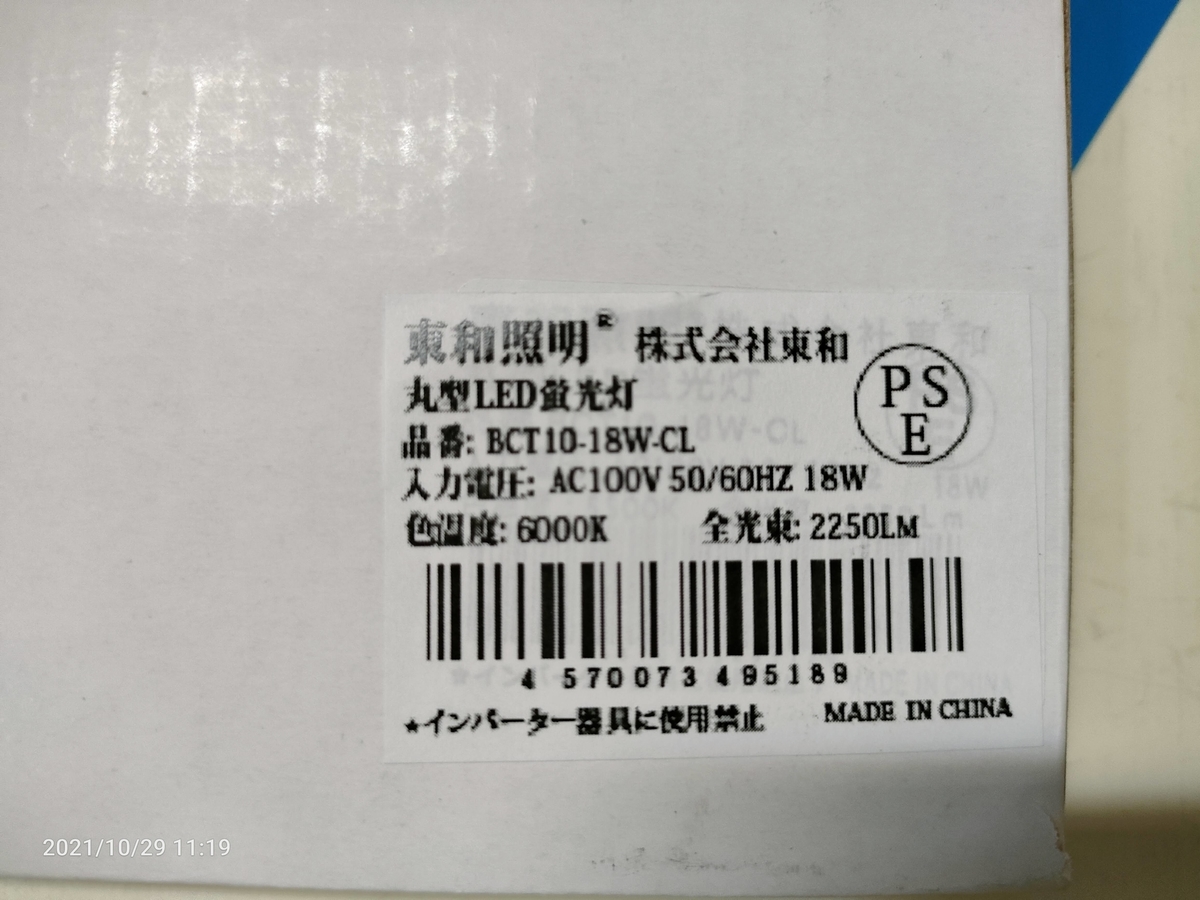 東和照明® 株式会社東和
丸型LED蛍光灯
品番: BCT10-18W-CL
PSE
入力電圧: AC100V 50/60HZ 18W
色温度: 6000K 全光束: 2250LM
4 570073 495189
★インバーター器具に使用禁止 MADE IN CHINA
2021/10/29 11:19